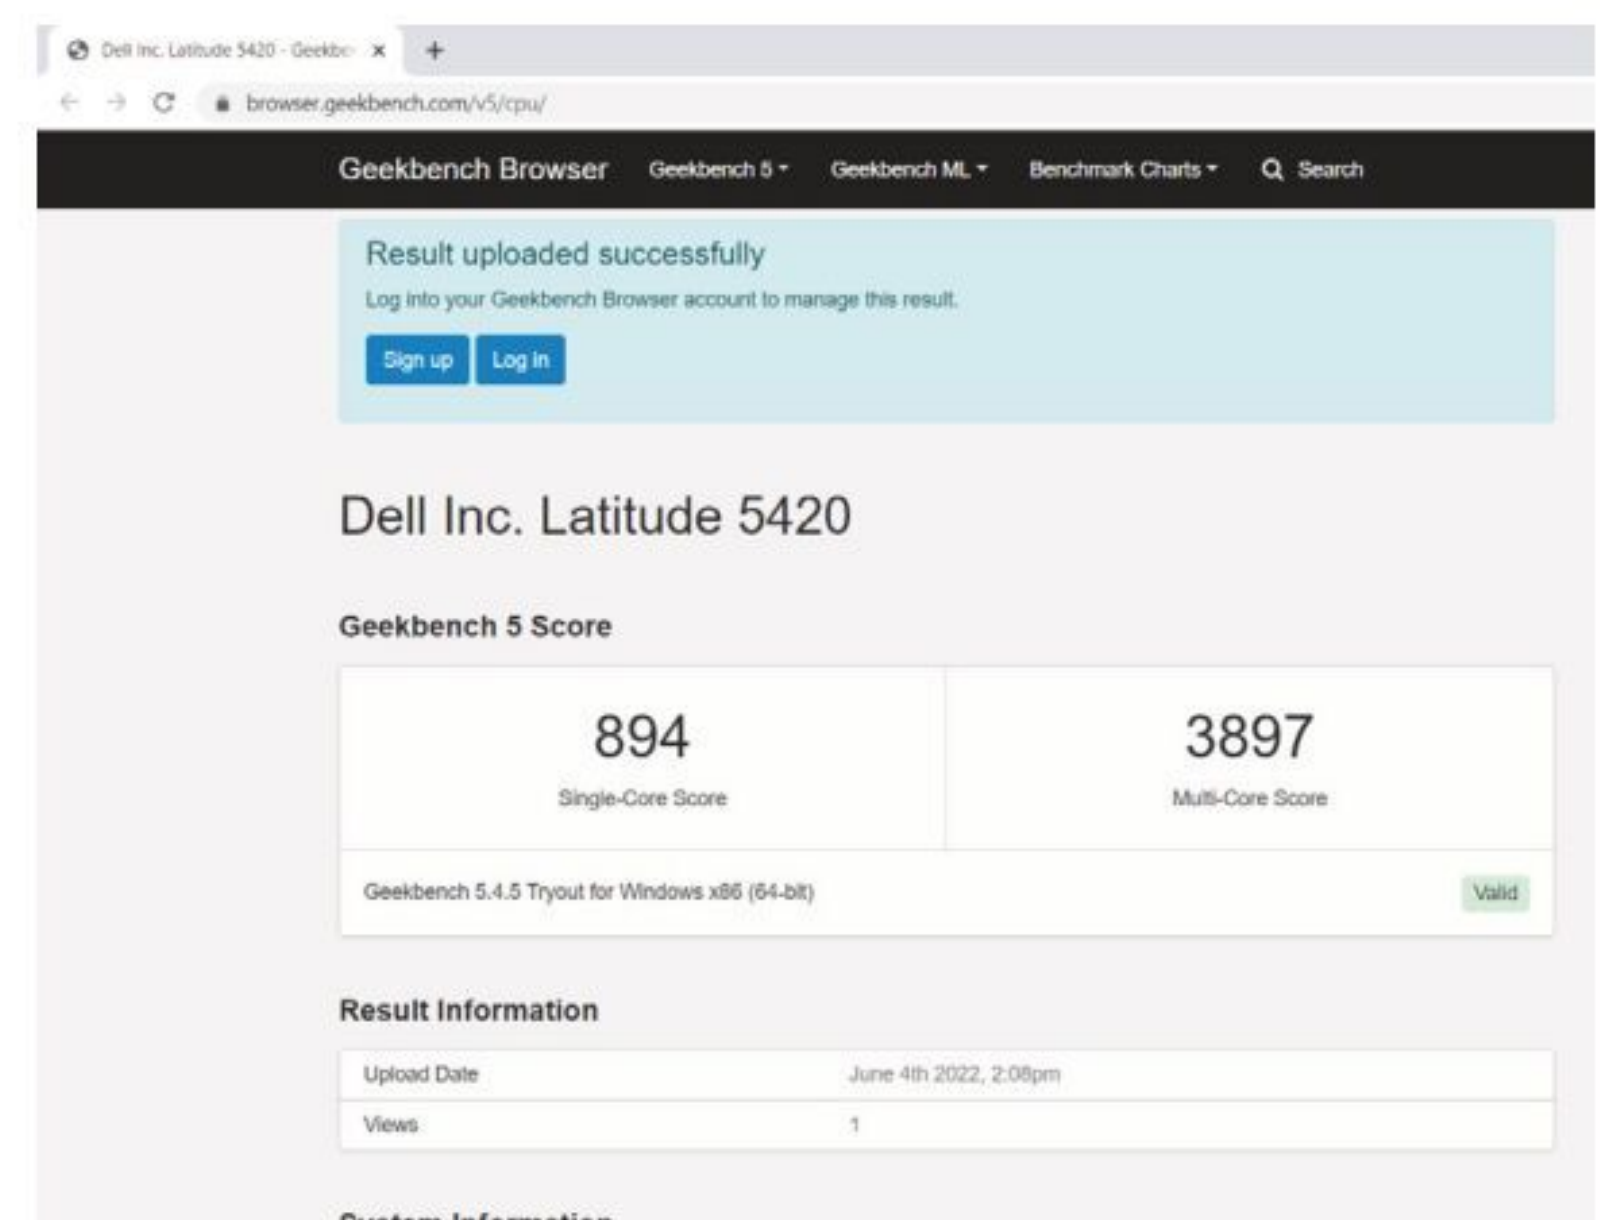 Dell Inc. Latitude 5420 - Geekbe
browser.geekbench.com/v5/cpu/
Geekbench Browser Geekbench 5 Geekbench ML Benchmark Charts Search
Result uploaded successfully
Log into your Geekbench Browser account to manage this result.
Sign up Log in
Dell Inc. Latitude 5420
Geekbench 5 Score
894 3897
Single-Core Score Multi-Core Score
Geekbench 5.4.5 Tryout for Windows x86 (64-bit) Valid
Result Information
Upload Date June 4th 2022, 2:08pm
Views 1
System Information